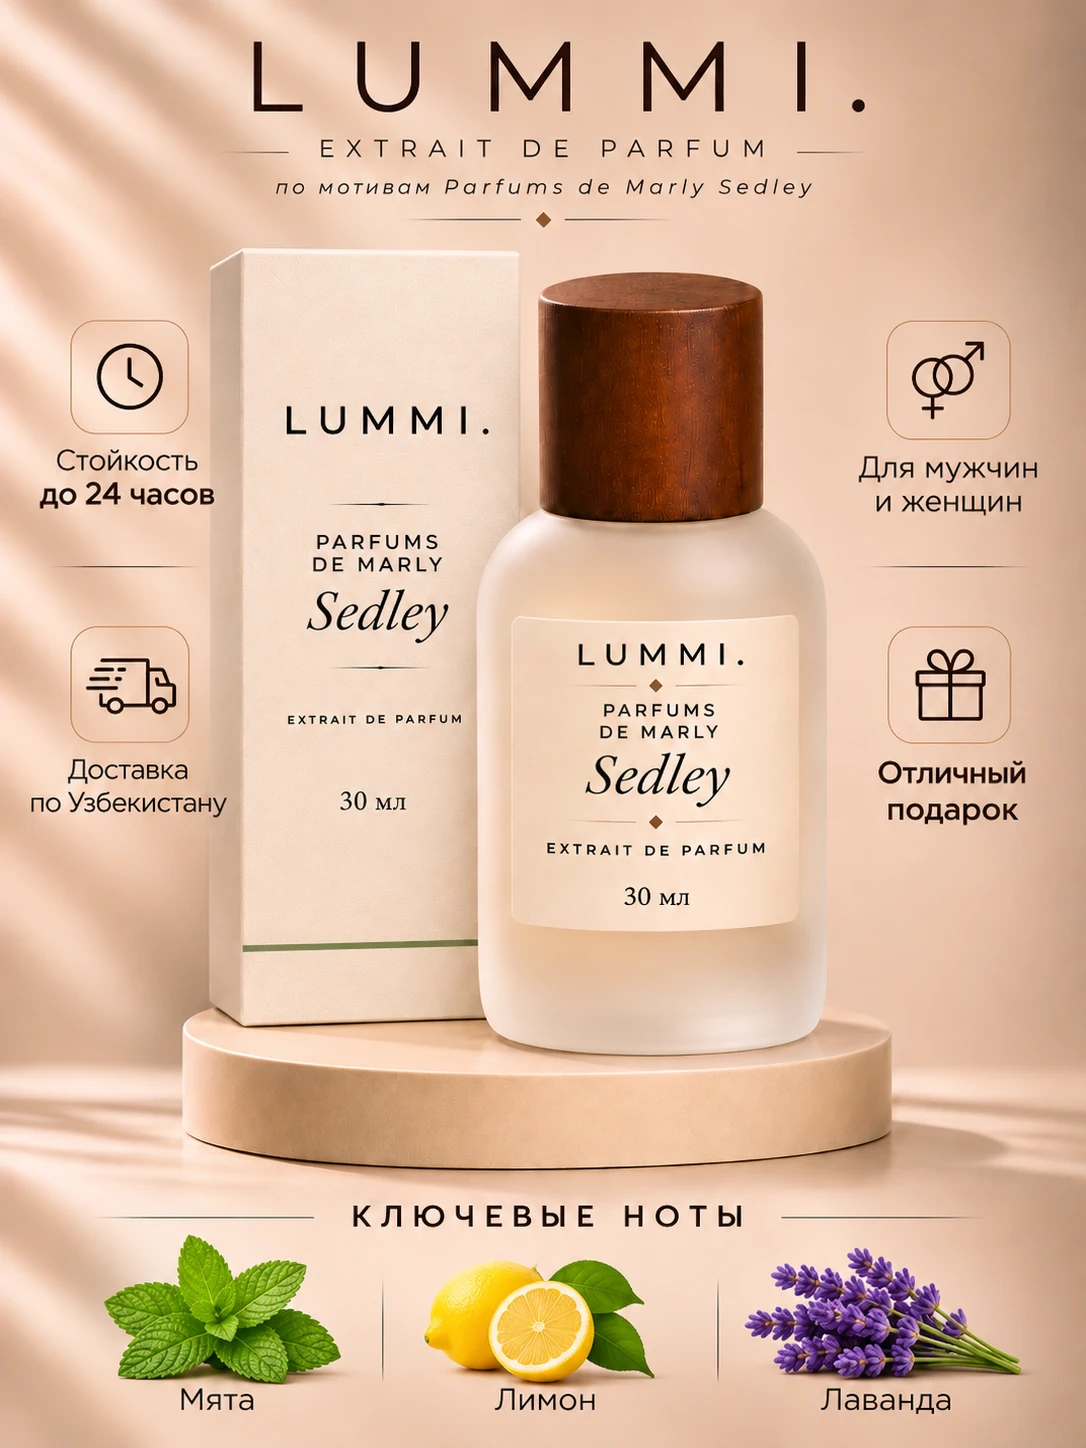 LUMMI.
EXTRAIT DE PARFUM
по мотивам Parfums de Marly Sedley
Стойкость
до 24 часов
Доставка
по Узбекистану
LUMMI.
PARFUMS
DE MARLY
Sedley
EXTRAIT DE PARFUM
30 мл
LUMMI.
PARFUMS
DE MARLY
Sedley
EXTRAIT DE PARFUM
30 мл
Для мужчин
и женщин
Отличный
подарок
КЛЮЧЕВЫЕ НОТЫ
Мята
Лимон
Лаванда